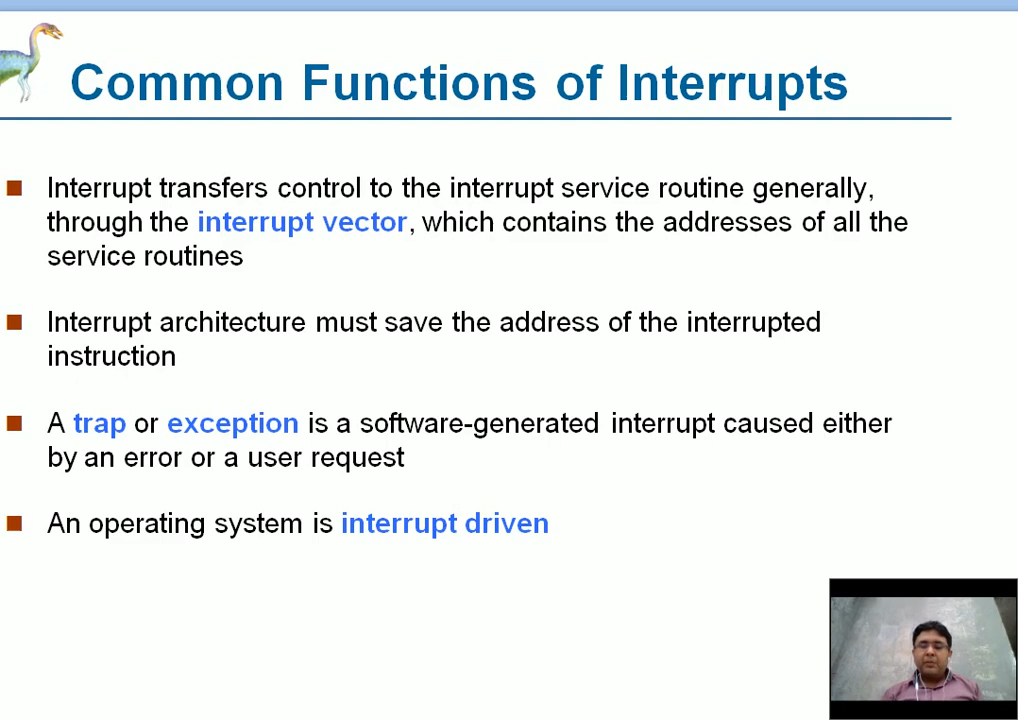 Common Functions of Interrupts
Interrupt transfers control to the interrupt service routine generally,
through the interrupt vector, which contains the addresses of all the
service routines
Interrupt architecture must save the address of the interrupted
instruction
A trap or exception is a software-generated interrupt caused either
by an error or a user request
An operating system is interrupt driven